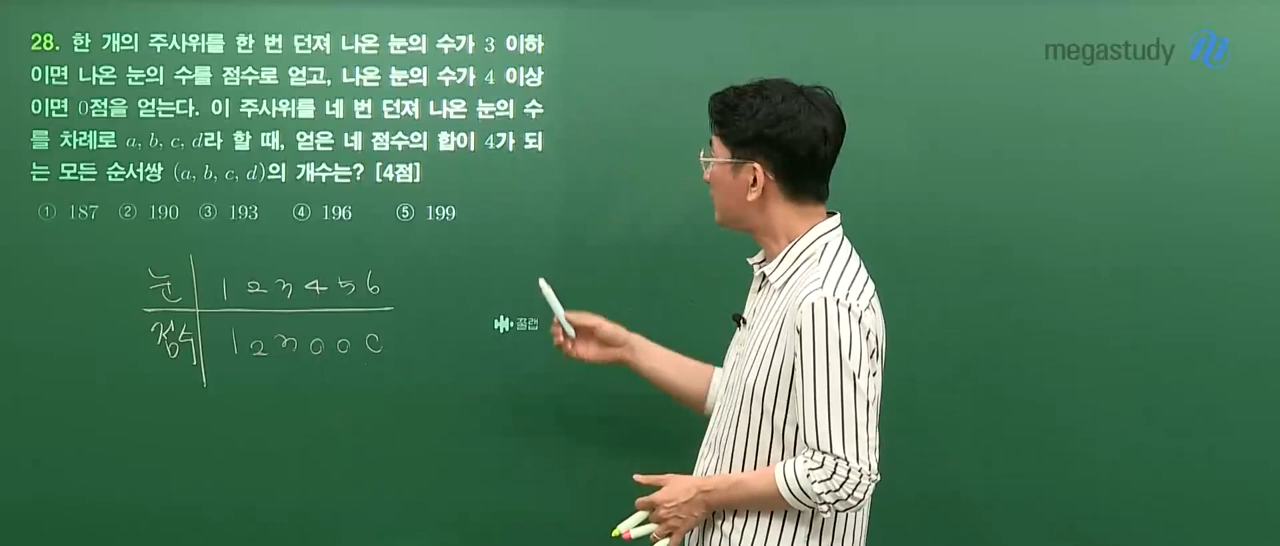 28. 한 개의 주사위를 한 번 던져 나온 눈의 수가 3 이하
이면 나온 눈의 수를 점수로 얻고, 나온 눈의 수가 4 이상
이면 0점을 얻는다. 이 주사위를 네 번 던져 나온 눈의 수
를 차례로 a, b, c, d라 할 때, 얻은 네 점수의 합이 4가 되
는 모든 순서쌍 (a, b, c, d)의 개수는? [4점]
① 187 ② 190 ③ 193 ④ 196 ⑤ 199
눈 1 2 3 4 5 6
점수 1 2 3 0 0 0
megastudy
꿀랩